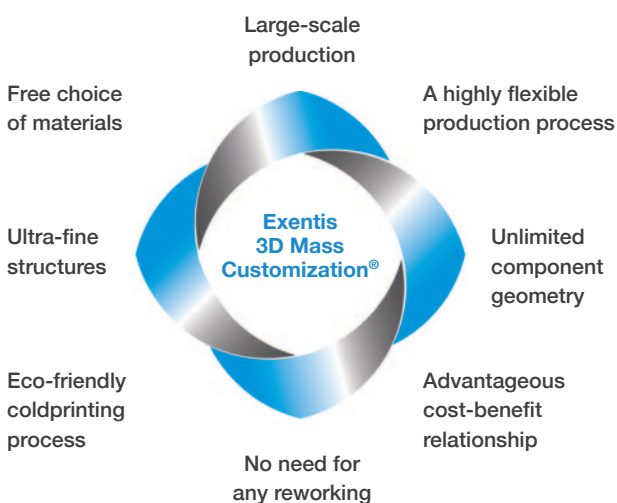 Large-scale
production
Free choice
of materials
A highly flexible
production process
Ultra-fine
structures
Exentis
3D Mass
Customization®
Unlimited
component
geometry
Eco-friendly
coldprinting
process
Advantageous
cost-benefit
relationship
No need for
any reworking